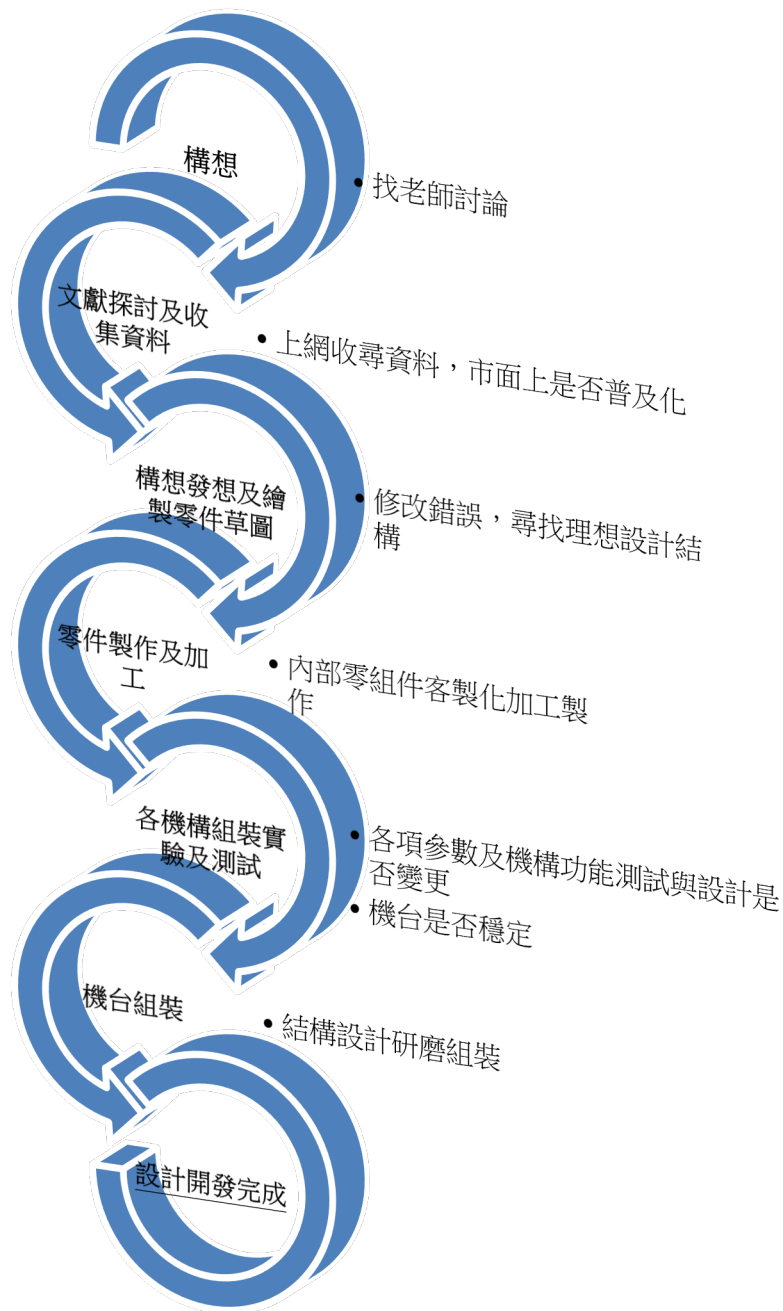 構想
• 找老師討論
文獻探討及收
集資料
• 上網收尋資料，市面上是否普及化
構想發想及繪
製零件草圖
• 修改錯誤，尋找理想設計結
構
零件製作及加
工
• 內部零組件客製化加工製
作
各機構組裝實
驗及測試
• 各項參數及機構功能測試與設計是
否變更
• 機台是否穩定
機台組裝
• 結構設計研磨組裝
設計開發完成